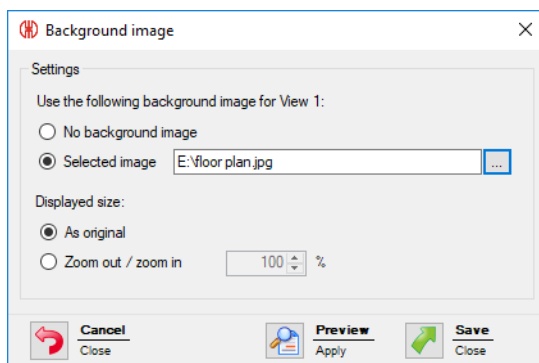 Background image
Settings
Use the following background image for View 1:
No background image
Selected image E:\floor plan.jpg ...
Displayed size:
As original
Zoom out / zoom in 100 %
Cancel Preview Save
Close Apply Close